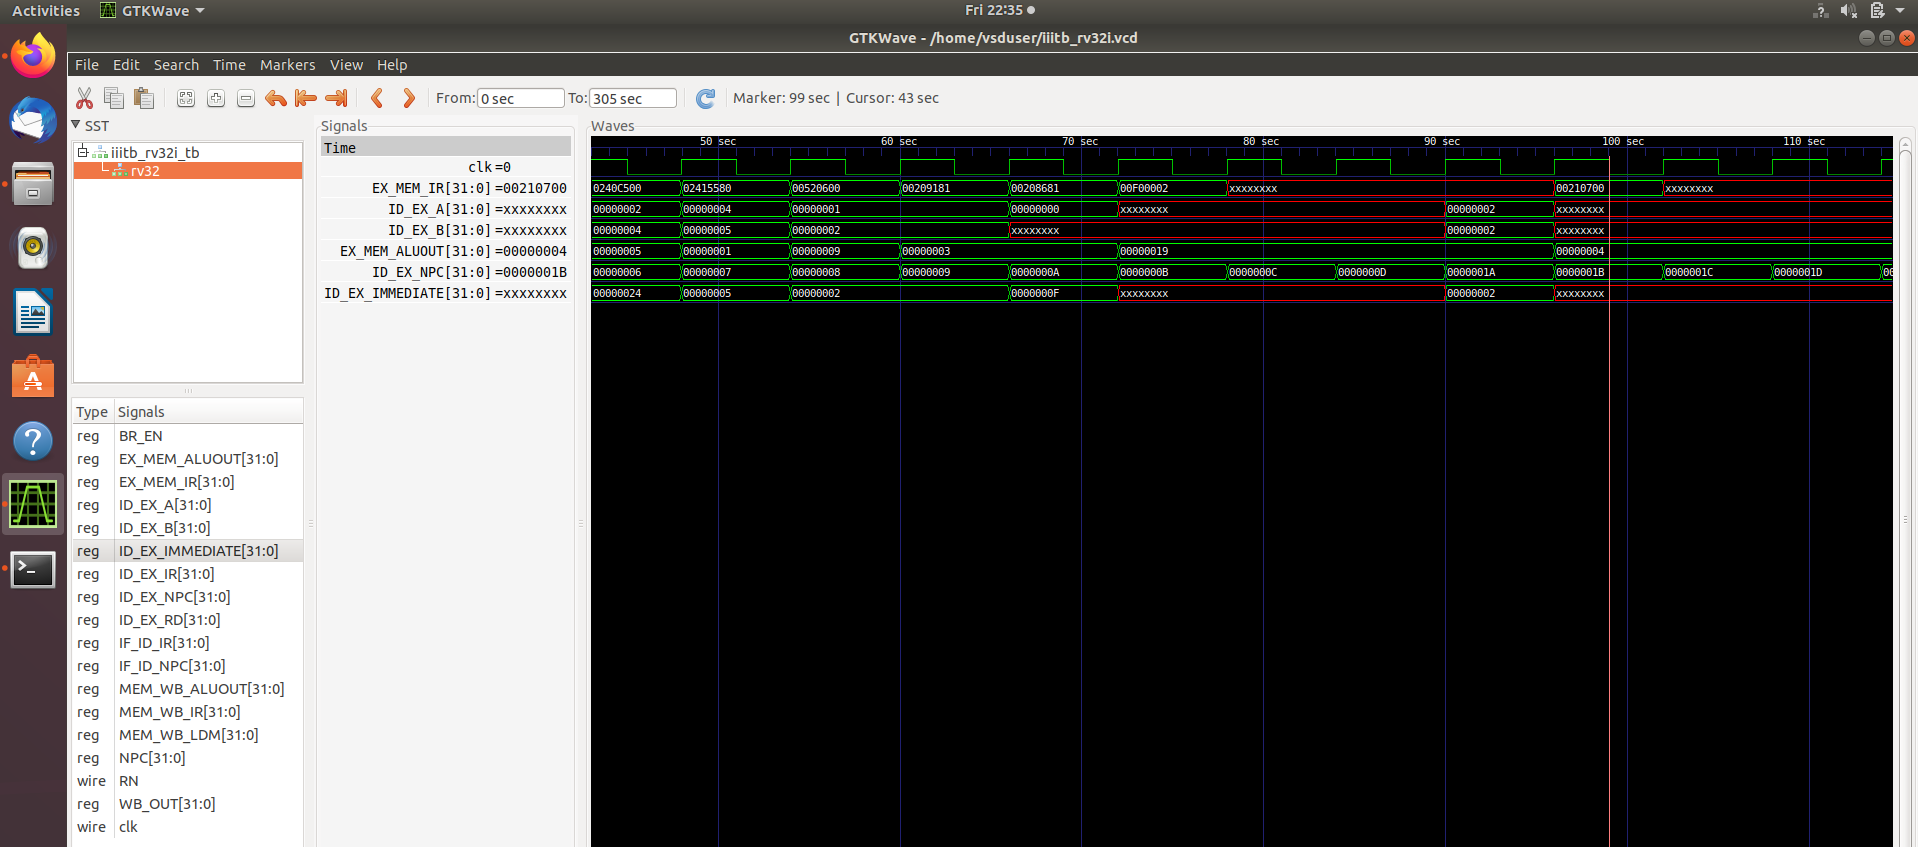 Activities GTKWave Fri 22:35
GTKWave - /home/vsduser/iiitb_rv32i.vcd
File Edit Search Time Markers View Help
From: 0 sec To: 305 sec Marker: 99 sec | Cursor: 43 sec
SST
iiitb_rv32i_tb
rv32
Type Signals
reg BR_EN
reg EX_MEM_ALUOUT[31:0]
reg EX_MEM_IR[31:0]
reg ID_EX_A[31:0]
reg ID_EX_B[31:0]
reg ID_EX_IMMEDIATE[31:0]
reg ID_EX_IR[31:0]
reg ID_EX_NPC[31:0]
reg ID_EX_RD[31:0]
reg IF_ID_IR[31:0]
reg IF_ID_NPC[31:0]
reg MEM_WB_ALUOUT[31:0]
reg MEM_WB_IR[31:0]
reg MEM_WB_LDM[31:0]
reg NPC[31:0]
wire RN
reg WB_OUT[31:0]
wire clk
Signals
Time
clk =0
EX_MEM_IR[31:0] =00210700
ID_EX_A[31:0] =xxxxxxxx
ID_EX_B[31:0] =xxxxxxxx
EX_MEM_ALUOUT[31:0] =00000004
ID_EX_NPC[31:0] =0000001B
ID_EX_IMMEDIATE[31:0] =xxxxxxxx
Waves
50 sec 60 sec 70 sec 80 sec 90 sec 100 sec 110 sec
0240C500 02415580 00520600 00209181 00208681 00F00002 xxxxxxxx 00210700 xxxxxxxx
00000002 00000004 00000001 00000000 xxxxxxxx 00000002 xxxxxxxx
00000004 00000005 00000002 xxxxxxxx 00000002 xxxxxxxx
00000005 00000001 00000009 00000003 00000019 00000004
00000006 00000007 00000008 00000009 0000000A 0000000B 0000000C 0000000D 0000001A 0000001B 0000001C 0000001D 00
00000024 00000005 00000002 0000000F xxxxxxxx 00000002 xxxxxxxx